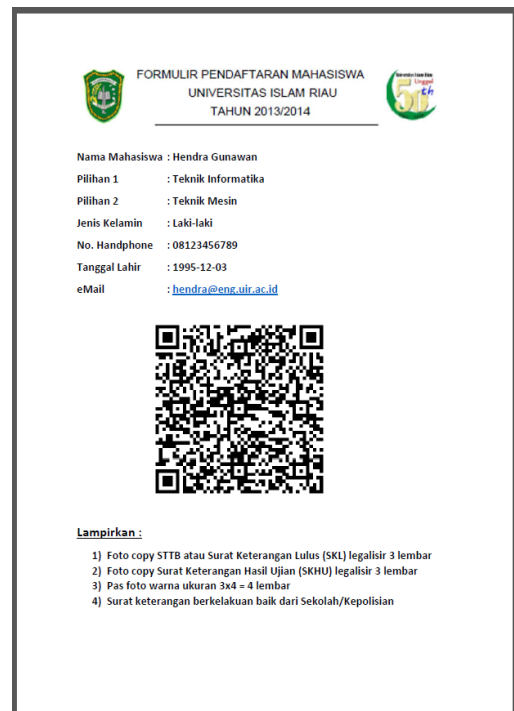 FORMULIR PENDAFTARAN MAHASISWA
UNIVERSITAS ISLAM RIAU
TAHUN 2013/2014
Unggul
50th
Nama Mahasiswa : Hendra Gunawan
Pilihan 1 : Teknik Informatika
Pilihan 2 : Teknik Mesin
Jenis Kelamin : Laki-laki
No. Handphone : 08123456789
Tanggal Lahir : 1995-12-03
eMail : hendra@eng.uir.ac.id
Lampirkan :
1) Foto copy STTB atau Surat Keterangan Lulus (SKL) legalisir 3 lembar
2) Foto copy Surat Keterangan Hasil Ujian (SKHU) legalisir 3 lembar
3) Pas foto warna ukuran 3x4 = 4 lembar
4) Surat keterangan berkelakuan baik dari Sekolah/Kepolisian